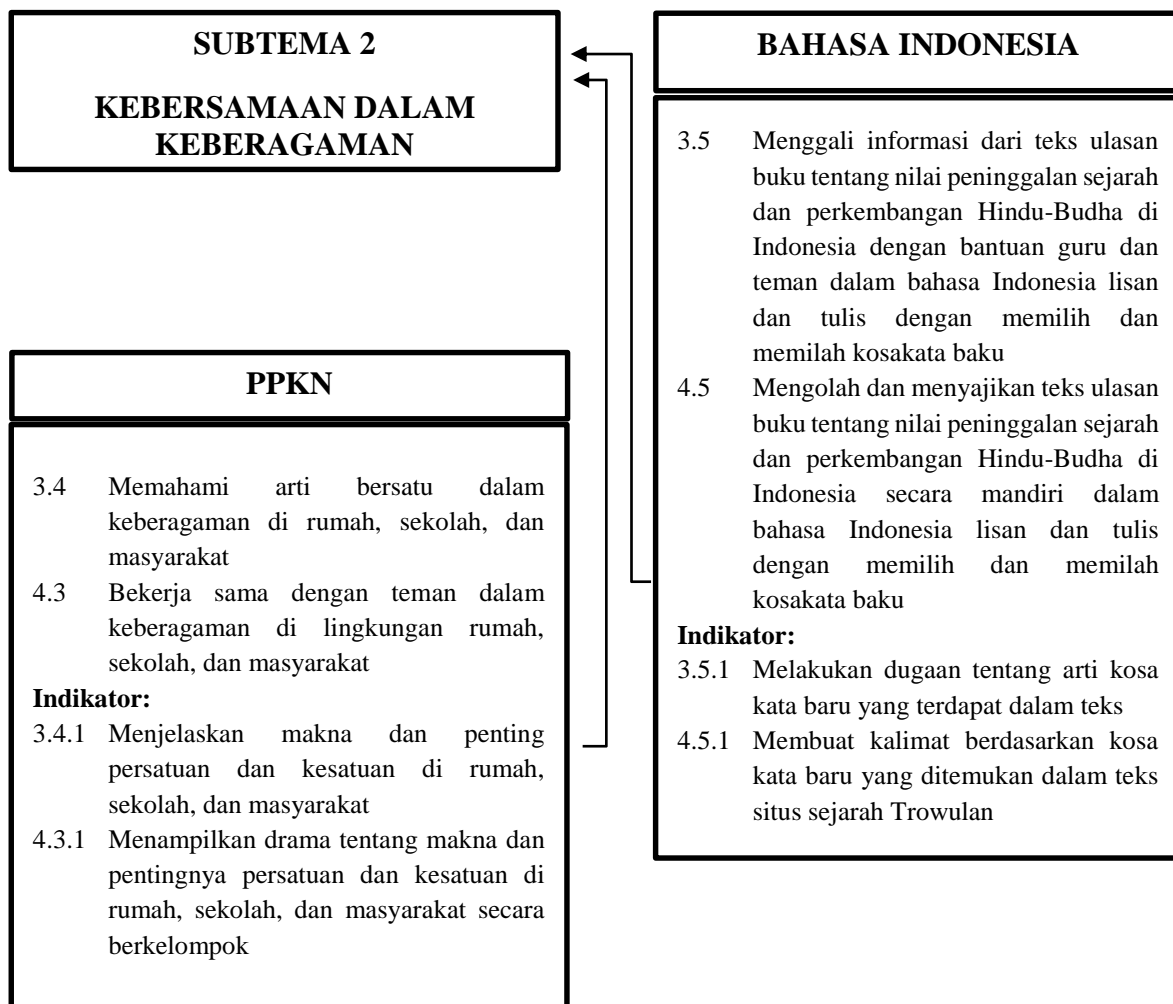 SUBTEMA 2
KEBERSAMAAN DALAM
KEBERAGAMAN
PPKN
3.4 Memahami arti bersatu dalam
keberagaman di rumah, sekolah, dan
masyarakat
4.3 Bekerja sama dengan teman dalam
keberagaman di lingkungan rumah,
sekolah, dan masyarakat
Indikator:
3.4.1 Menjelaskan makna dan penting
persatuan dan kesatuan di rumah,
sekolah, dan masyarakat
4.3.1 Menampilkan drama tentang makna dan
pentingnya persatuan dan kesatuan di
rumah, sekolah, dan masyarakat secara
berkelompok
BAHASA INDONESIA
3.5 Menggali informasi dari teks ulasan
buku tentang nilai peninggalan sejarah
dan perkembangan Hindu-Budha di
Indonesia dengan bantuan guru dan
teman dalam bahasa Indonesia lisan
dan tulis dengan memilih dan
memilah kosakata baku
4.5 Mengolah dan menyajikan teks ulasan
buku tentang nilai peninggalan sejarah
dan perkembangan Hindu-Budha di
Indonesia secara mandiri dalam
bahasa Indonesia lisan dan tulis
dengan memilih dan memilah
kosakata baku
Indikator:
3.5.1 Melakukan dugaan tentang arti kosa
kata baru yang terdapat dalam teks
4.5.1 Membuat kalimat berdasarkan kosa
kata baru yang ditemukan dalam teks
situs sejarah Trowulan